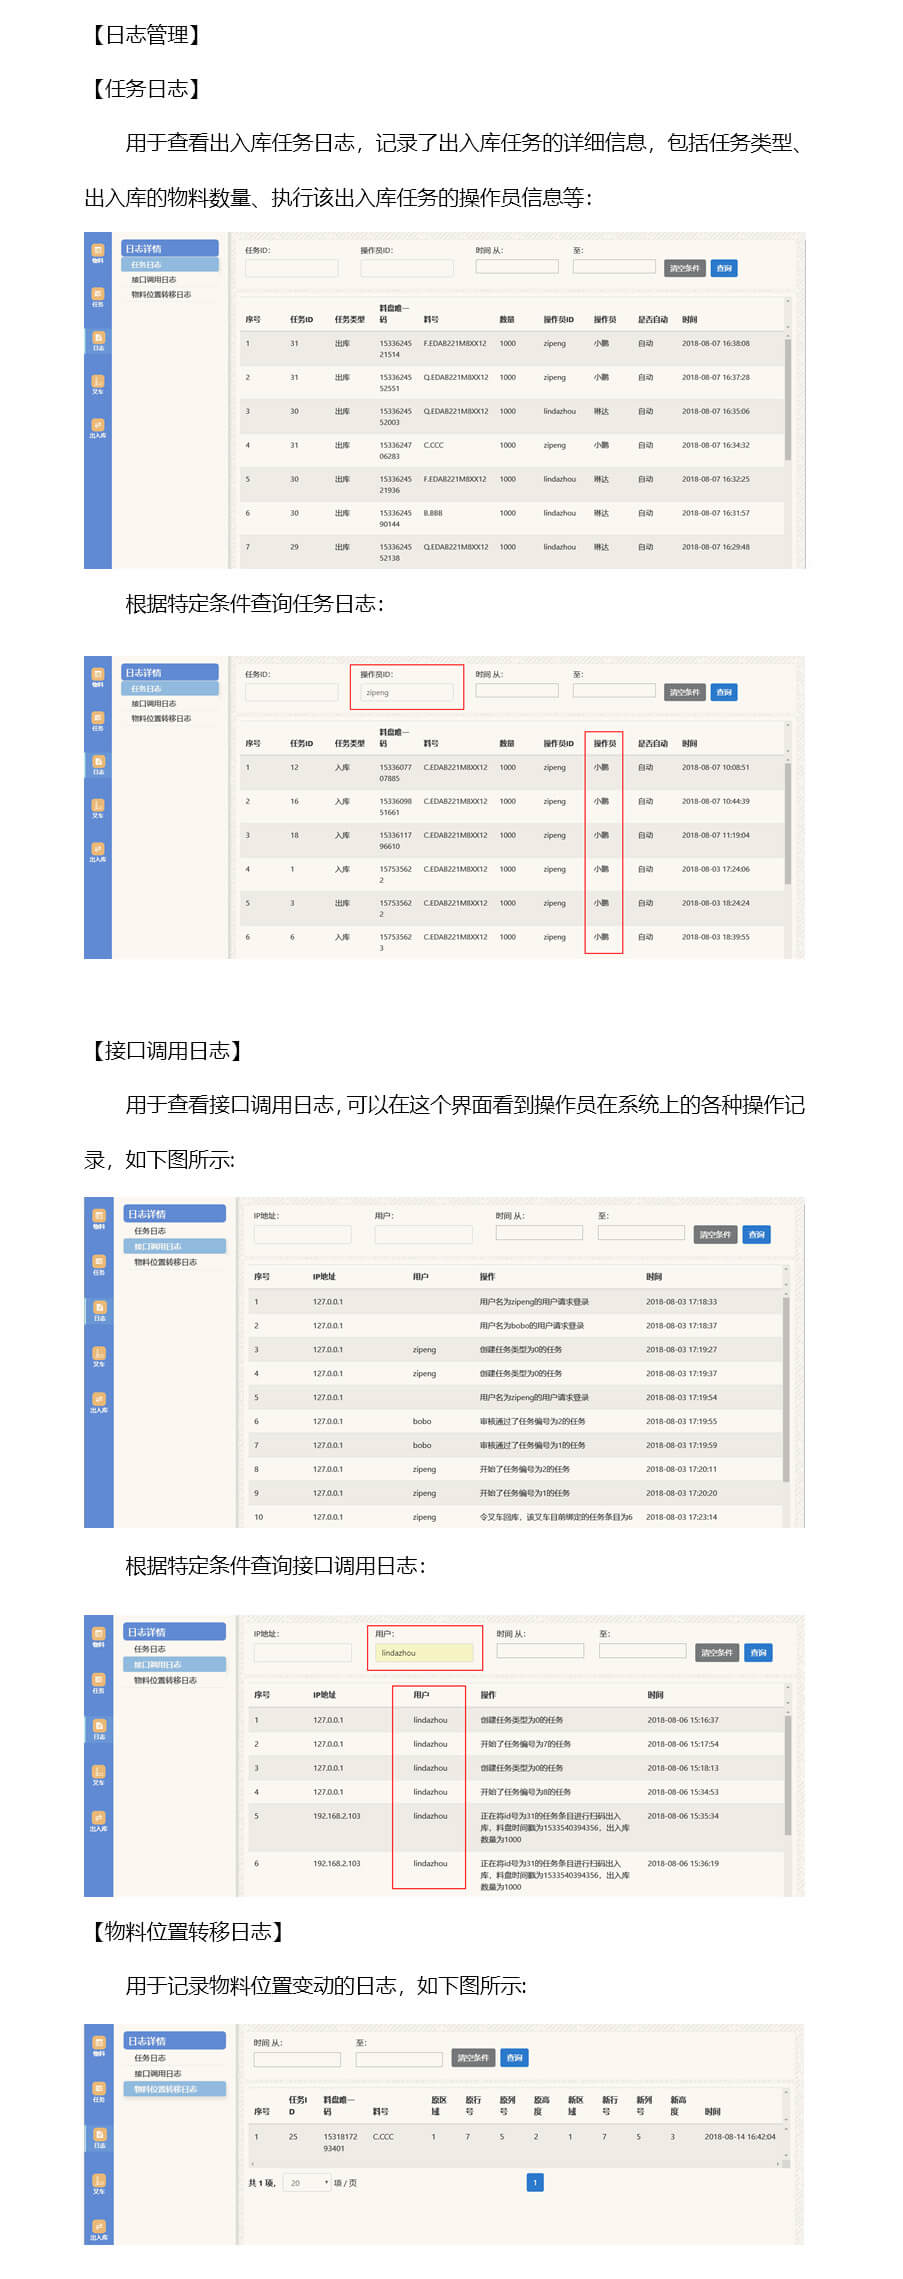 【日志管理】
【任务日志】
用于查看出入库任务日志，记录了出入库任务的详细信息，包括任务类型、
出入库的物料数量、执行该出入库任务的操作员信息等：
物料
任务
日志
叉车
出入库
日志详情
任务日志
接口调用日志
物料位置转移日志
任务ID: 操作员ID: 时间 从: 至:
清空条件 查询
序号 任务ID 任务类型 料盘唯一码 料号 数量 操作员ID 操作员 是否自动 时间
1 31 出库 1533624521514 F.EDAB221M8XX12 1000 zipeng 小鹏 自动 2018-08-07 16:38:08
2 31 出库 1533624552551 Q.EDAB221M8XX12 1000 zipeng 小鹏 自动 2018-08-07 16:37:28
3 30 出库 1533624552003 Q.EDAB221M8XX12 1000 lindazhou 琳达 自动 2018-08-07 16:35:06
4 31 出库 1533624706283 C.CCC 1000 zipeng 小鹏 自动 2018-08-07 16:34:32
5 30 出库 1533624521936 F.EDAB221M8XX12 1000 lindazhou 琳达 自动 2018-08-07 16:32:25
6 30 出库 1533624590144 B.BBB 1000 lindazhou 琳达 自动 2018-08-07 16:31:57
7 29 出库 1533624552138 Q.EDAB221M8XX12 1000 lindazhou 琳达 自动 2018-08-07 16:29:48
根据特定条件查询任务日志：
物料
任务
日志
叉车
出入库
日志详情
任务日志
接口调用日志
物料位置转移日志
任务ID: 操作员ID: 时间 从: 至:
zipeng 清空条件 查询
序号 任务ID 任务类型 料盘唯一码 料号 数量 操作员ID 操作员 是否自动 时间
1 12 入库 1533607707885 C.EDAB221M8XX12 1000 zipeng 小鹏 自动 2018-08-07 10:08:51
2 16 入库 1533609851661 C.EDAB221M8XX12 1000 zipeng 小鹏 自动 2018-08-07 10:44:39
3 18 入库 1533611796610 C.EDAB221M8XX12 1000 zipeng 小鹏 自动 2018-08-07 11:19:04
4 1 入库 157535622 C.EDAB221M8XX12 1000 zipeng 小鹏 自动 2018-08-03 17:24:06
5 3 出库 157535622 C.EDAB221M8XX12 1000 zipeng 小鹏 自动 2018-08-03 18:24:24
6 6 入库 157535623 C.EDAB221M8XX12 1000 zipeng 小鹏 自动 2018-08-03 18:39:55
【接口调用日志】
用于查看接口调用日志，可以在这个界面看到操作员在系统上的各种操作记
录，如下图所示:
物料
任务
日志
叉车
出入库
日志详情
任务日志
接口调用日志
物料位置转移日志
IP地址: 用户: 时间 从: 至:
清空条件 查询
序号 IP地址 用户 操作 时间
1 127.0.0.1 用户名为zipeng的用户请求登录 2018-08-03 17:18:33
2 127.0.0.1 用户名为bobo的用户请求登录 2018-08-03 17:18:37
3 127.0.0.1 zipeng 创建任务类型为0的任务 2018-08-03 17:19:27
4 127.0.0.1 zipeng 创建任务类型为0的任务 2018-08-03 17:19:37
5 127.0.0.1 用户名为zipeng的用户请求登录 2018-08-03 17:19:54
6 127.0.0.1 bobo 审核通过了任务编号为2的任务 2018-08-03 17:19:55
7 127.0.0.1 bobo 审核通过了任务编号为1的任务 2018-08-03 17:19:59
8 127.0.0.1 zipeng 开始了任务编号为2的任务 2018-08-03 17:20:11
9 127.0.0.1 zipeng 开始了任务编号为1的任务 2018-08-03 17:20:20
10 127.0.0.1 zipeng 令叉车回库，该叉车目前绑定的任务条目为6 2018-08-03 17:23:14
根据特定条件查询接口调用日志：
物料
任务
日志
叉车
出入库
日志详情
任务日志
接口调用日志
物料位置转移日志
IP地址: 用户: 时间 从: 至:
lindazhou 清空条件 查询
序号 IP地址 用户 操作 时间
1 127.0.0.1 lindazhou 创建任务类型为0的任务 2018-08-06 15:16:37
2 127.0.0.1 lindazhou 开始了任务编号为7的任务 2018-08-06 15:17:54
3 127.0.0.1 lindazhou 创建任务类型为0的任务 2018-08-06 15:18:13
4 127.0.0.1 lindazhou 开始了任务编号为8的任务 2018-08-06 15:34:53
5 192.168.2.103 lindazhou 正在将id号为31的任务条目进行扫码出入库，料盘时间戳为1533540394356，出入库数量为1000 2018-08-06 15:35:34
6 192.168.2.103 lindazhou 正在将id号为31的任务条目进行扫码出入库，料盘时间戳为1533540394356，出入库数量为1000 2018-08-06 15:36:19
【物料位置转移日志】
用于记录物料位置变动的日志，如下图所示:
物料
任务
日志
叉车
出入库
日志详情
任务日志
接口调用日志
物料位置转移日志
时间 从: 至:
清空条件 查询
序号 任务ID 料盘唯一码 料号 原区域 原行号 原列号 原高度 新区域 新行号 新列号 新高度 时间
1 25 1531817293401 C.CCC 1 7 5 2 1 7 5 3 2018-08-14 16:42:04
共 1 项， 20 项 / 页 1